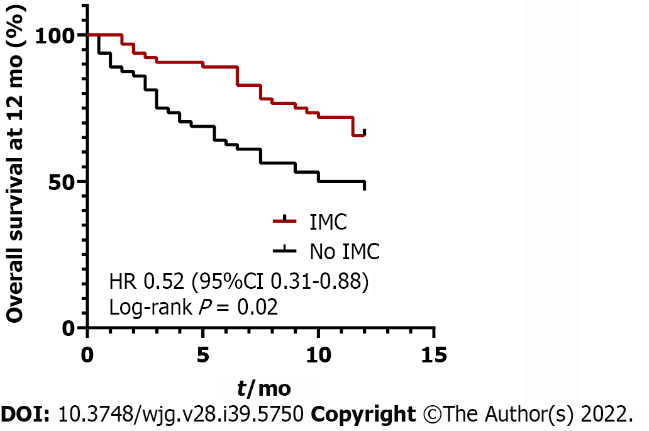 Overall survival at 12 mo (%)
100
50
0
IMC
No IMC
HR 0.52 (95%CI 0.31-0.88)
Log-rank P = 0.02
0 5 10 15
t/mo
DOI: 10.3748/wjg.v28.i39.5750 Copyright ©The Author(s) 2022.